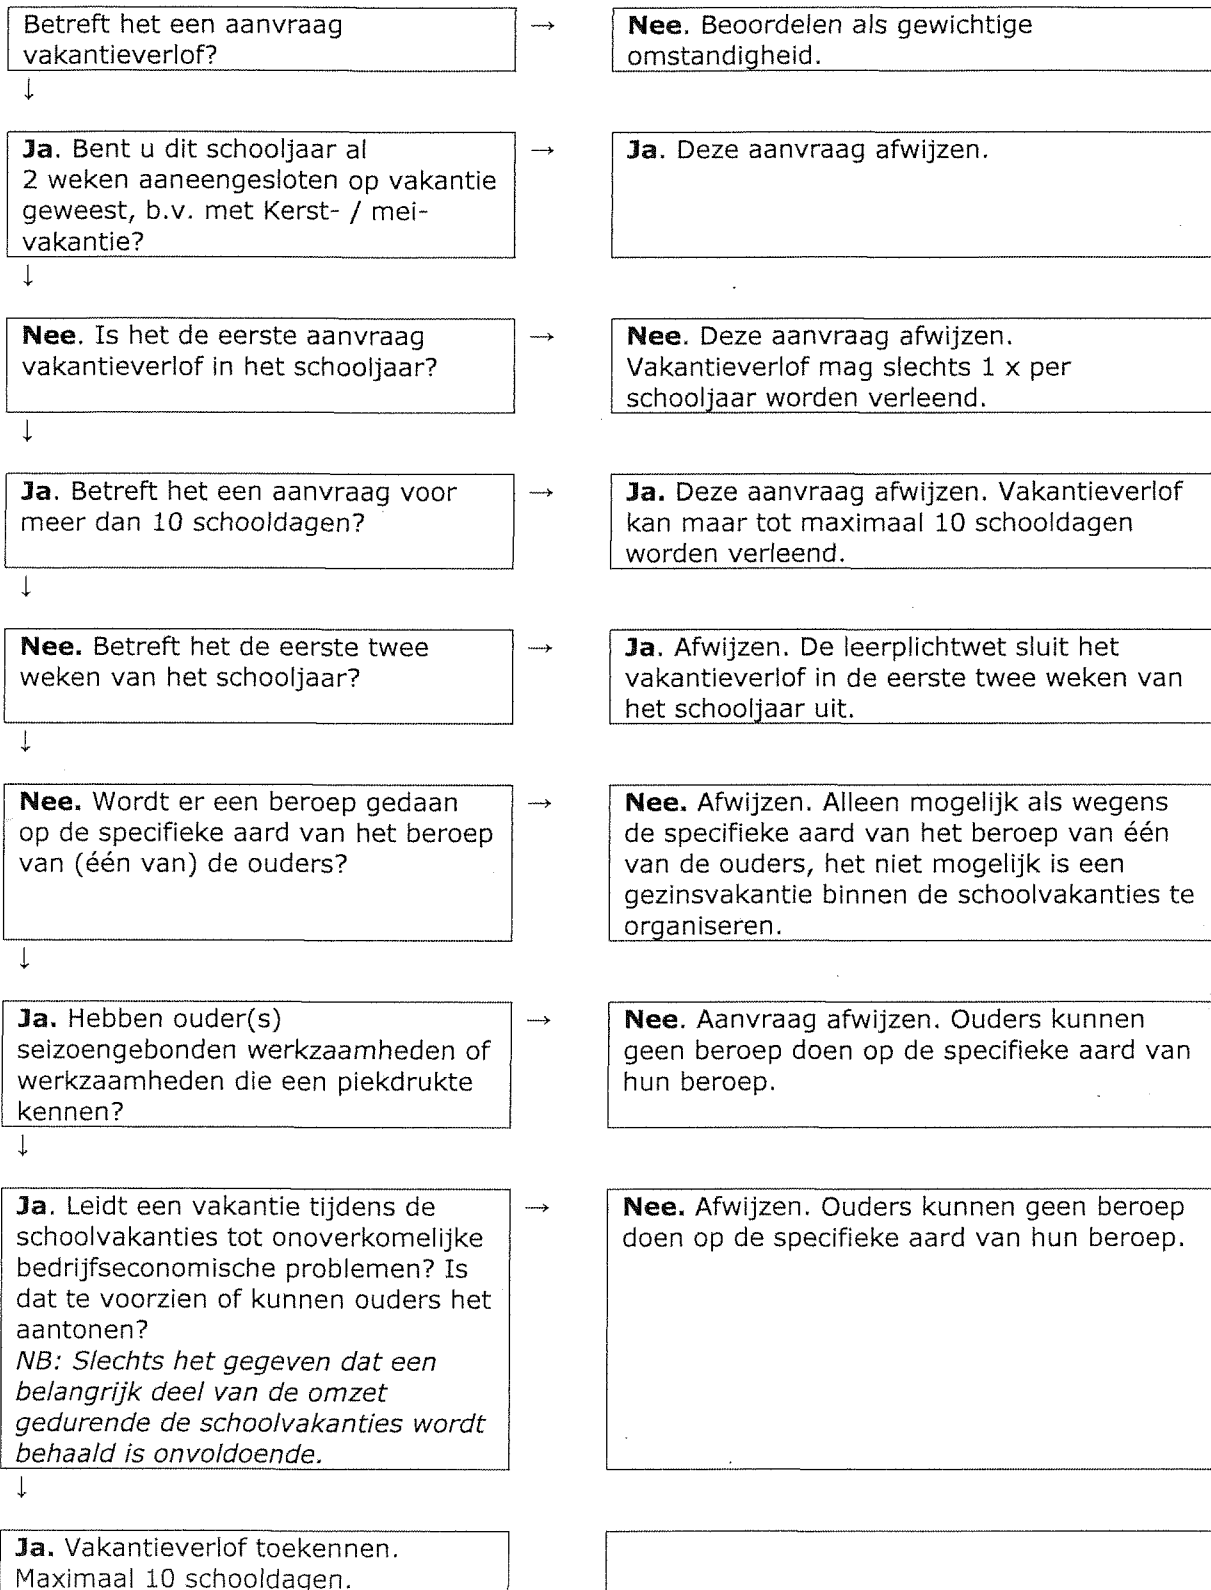 Betreft het een aanvraag
vakantieverlof?
→
Nee. Beoordelen als gewichtige
omstandigheid.
↓
Ja. Bent u dit schooljaar al
2 weken aaneengesloten op vakantie
geweest, b.v. met Kerst- / mei-
vakantie?
→
Ja. Deze aanvraag afwijzen.
↓
Nee. Is het de eerste aanvraag
vakantieverlof in het schooljaar?
→
Nee. Deze aanvraag afwijzen.
Vakantieverlof mag slechts 1 x per
schooljaar worden verleend.
↓
Ja. Betreft het een aanvraag voor
meer dan 10 schooldagen?
→
Ja. Deze aanvraag afwijzen. Vakantieverlof
kan maar tot maximaal 10 schooldagen
worden verleend.
↓
Nee. Betreft het de eerste twee
weken van het schooljaar?
→
Ja. Afwijzen. De leerplichtwet sluit het
vakantieverlof in de eerste twee weken van
het schooljaar uit.
↓
Nee. Wordt er een beroep gedaan
op de specifieke aard van het beroep
van (één van) de ouders?
→
Nee. Afwijzen. Alleen mogelijk als wegens
de specifieke aard van het beroep van één
van de ouders, het niet mogelijk is een
gezinsvakantie binnen de schoolvakanties te
organiseren.
↓
Ja. Hebben ouder(s)
seizoengebonden werkzaamheden of
werkzaamheden die een piekdrukte
kennen?
→
Nee. Aanvraag afwijzen. Ouders kunnen
geen beroep doen op de specifieke aard van
hun beroep.
↓
Ja. Leidt een vakantie tijdens de
schoolvakanties tot onoverkomelijke
bedrijfseconomische problemen? Is
dat te voorzien of kunnen ouders het
aantonen?
NB: Slechts het gegeven dat een
belangrijk deel van de omzet
gedurende de schoolvakanties wordt
behaald is onvoldoende.
→
Nee. Afwijzen. Ouders kunnen geen beroep
doen op de specifieke aard van hun beroep.
↓
Ja. Vakantieverlof toekennen.
Maximaal 10 schooldagen.